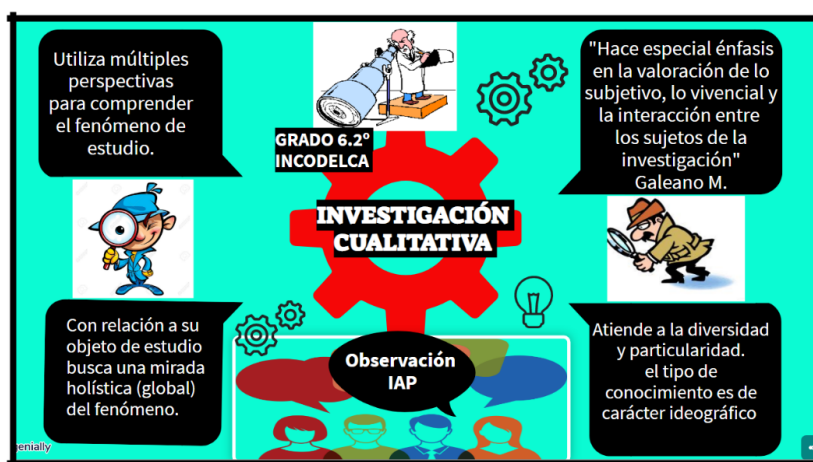 Utiliza múltiples
perspectivas
para comprender
el fenómeno de
estudio.
GRADO 6.2º
INCODELCA
"Hace especial énfasis
en la valoración de lo
subjetivo, lo vivencial y
la interacción entre
los sujetos de la
investigación"
Galeano M.
INVESTIGACIÓN
CUALITATIVA
Con relación a su
objeto de estudio
busca una mirada
holística (global)
del fenómeno.
Observación
IAP
Atiende a la diversidad
y particularidad.
el tipo de
conocimiento es de
carácter ideográfico
genially